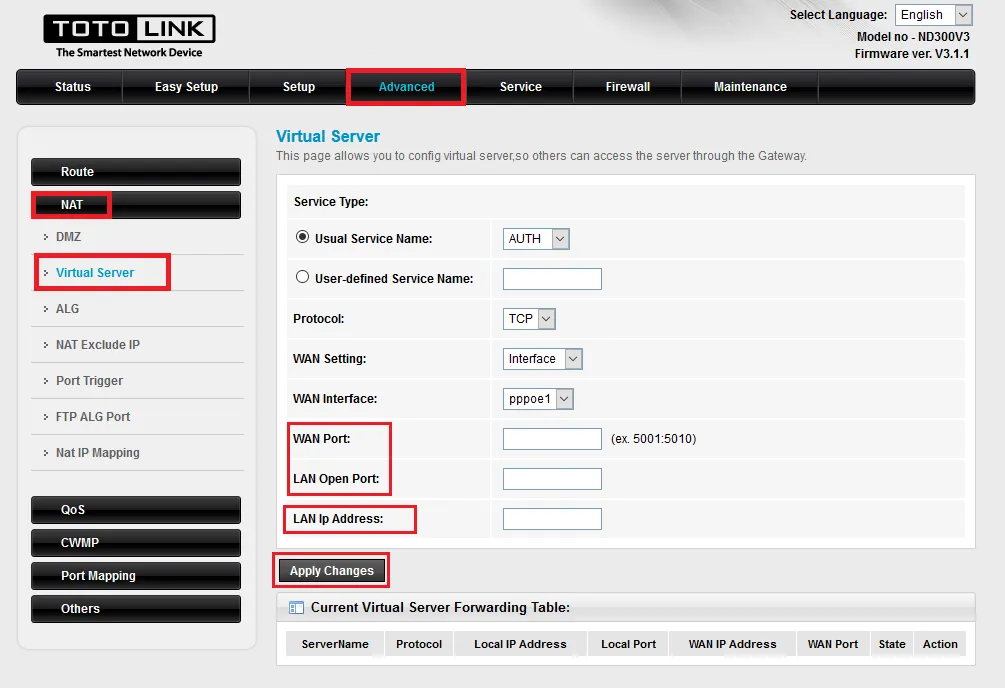 TOTO LINK
The Smartest Network Device
Select Language: English
Model no - ND300V3
Firmware ver. V3.1.1
Status Easy Setup Setup Advanced Service Firewall Maintenance
Route
NAT
DMZ
Virtual Server
ALG
NAT Exclude IP
Port Trigger
FTP ALG Port
Nat IP Mapping
QoS
CWMP
Port Mapping
Others
Virtual Server
This page allows you to config virtual server,so others can access the server through the Gateway.
Service Type:
Usual Service Name: AUTH
User-defined Service Name:
Protocol: TCP
WAN Setting: Interface
WAN Interface: pppoe1
WAN Port: (ex. 5001:5010)
LAN Open Port:
LAN Ip Address:
Apply Changes
Current Virtual Server Forwarding Table:
ServerName Protocol Local IP Address Local Port WAN IP Address WAN Port State Action